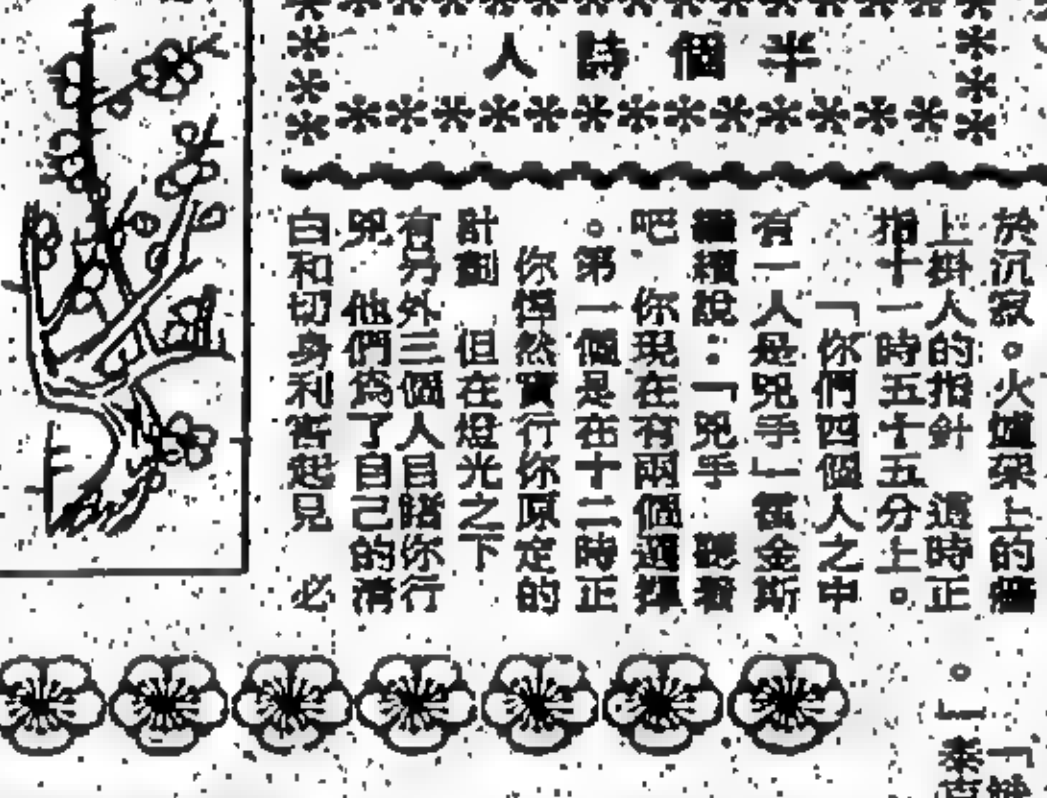 半個時人
於沉寂。火爐架上的
上掛人的指針　這時正
指十一時五十五分上。
「你們四個人之中
有一人是兇手」霍金斯
繼續說：「兇手　聽着
吧　你現在有兩個選擇
。第一個是在十二時正
你悍然實行你原定的
計劃　但在燈光之下
有另外三個人目睹你行
兇　他們為了自己的清
白和切身利害起見　必
。」